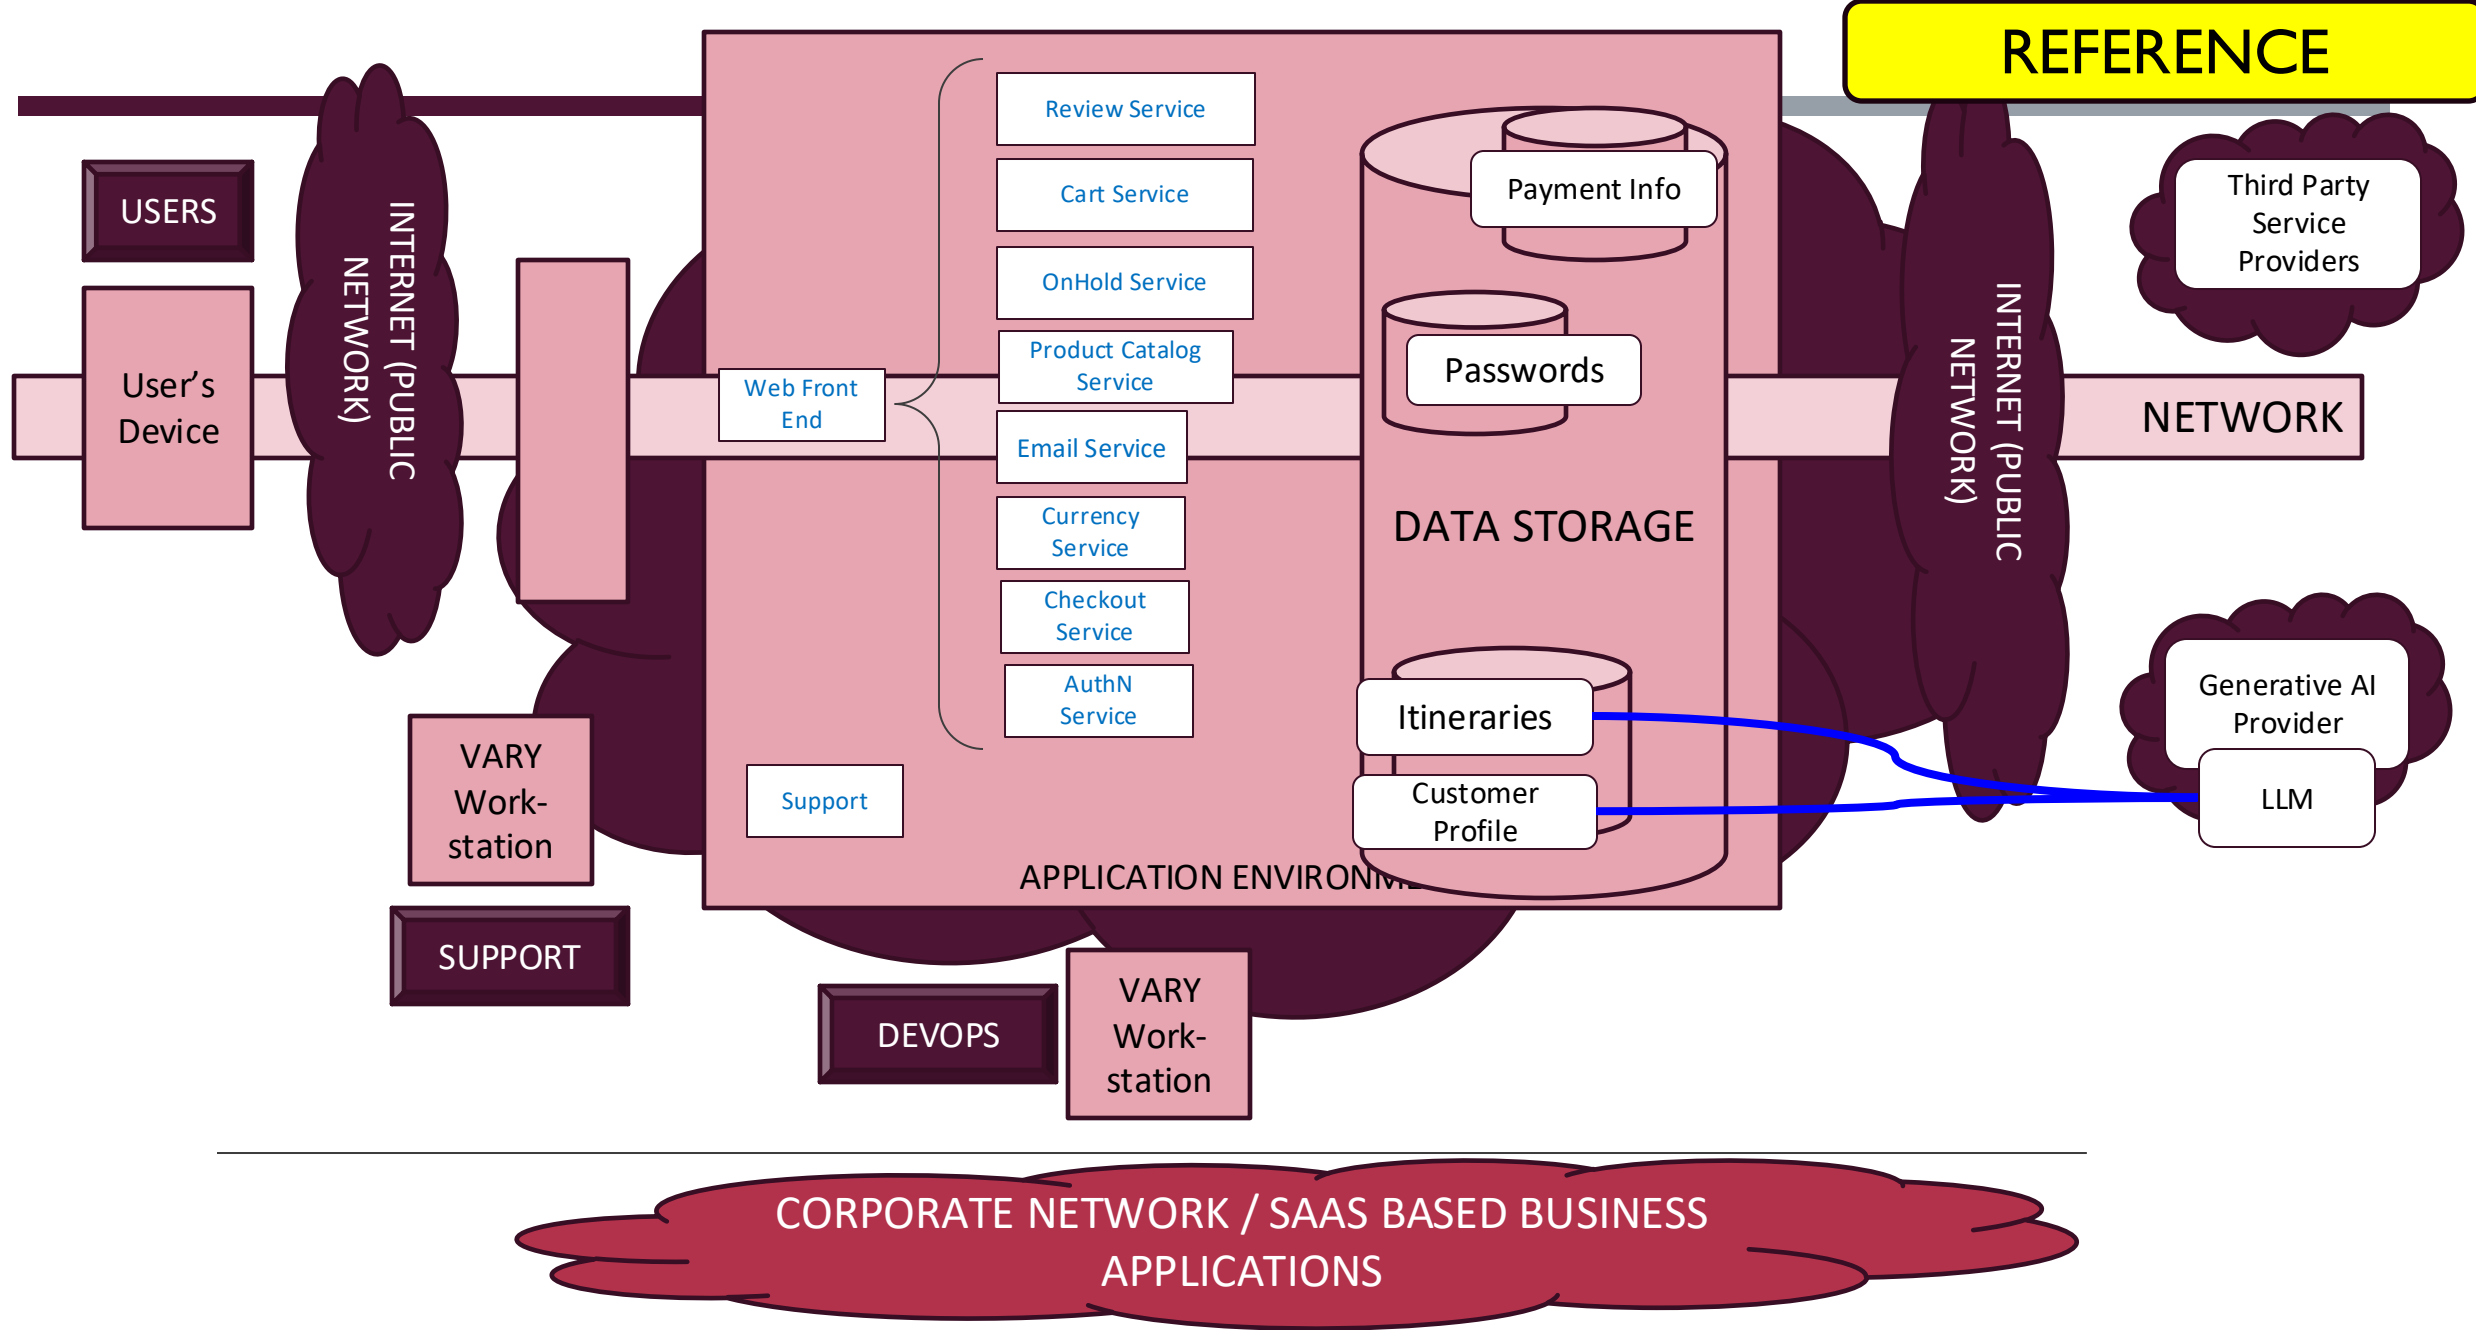 REFERENCE
USERS
User’s
Device
INTERNET (PUBLIC
NETWORK)
Web Front
End
Review Service
Cart Service
OnHold Service
Product Catalog
Service
Email Service
Currency
Service
Checkout
Service
AuthN
Service
Support
Payment Info
Passwords
DATA STORAGE
Itineraries
Customer
Profile
APPLICATION ENVIRONM
INTERNET (PUBLIC
NETWORK)
Third Party
Service
Providers
NETWORK
Generative AI
Provider
LLM
VARY
Work-
station
SUPPORT
DEVOPS
VARY
Work-
station
CORPORATE NETWORK / SAAS BASED BUSINESS
APPLICATIONS